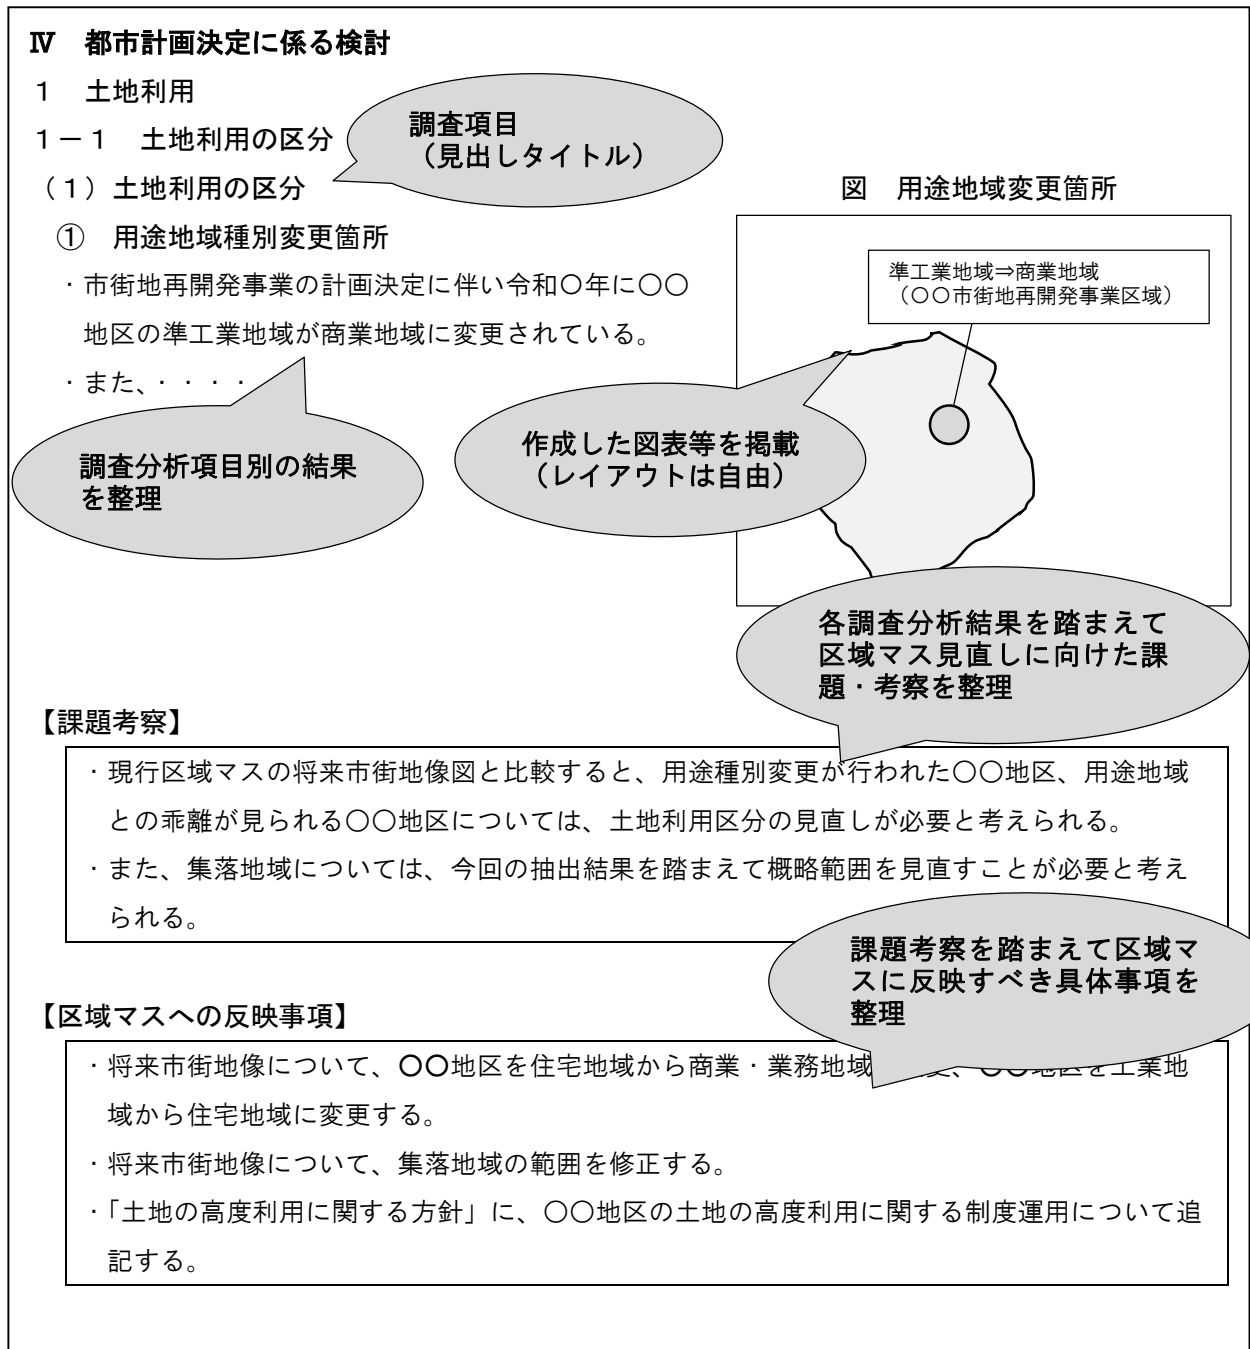 Ⅳ　都市計画決定に係る検討
１　土地利用
１－１　土地利用の区分
（１）土地利用の区分
調査項目
（見出しタイトル）
①　用途地域種別変更箇所
・市街地再開発事業の計画決定に伴い令和〇年に〇〇
地区の準工業地域が商業地域に変更されている。
・また、・・・・
調査分析項目別の結果
を整理
図　用途地域変更箇所
準工業地域⇒商業地域
（〇〇市街地再開発事業区域）
作成した図表等を掲載
（レイアウトは自由）
各調査分析結果を踏まえて
区域マス見直しに向けた課
題・考察を整理
【課題考察】
・現行区域マスの将来市街地像図と比較すると、用途種別変更が行われた〇〇地区、用途地域
との乖離が見られる〇〇地区については、土地利用区分の見直しが必要と考えられる。
・また、集落地域については、今回の抽出結果を踏まえて概略範囲を見直すことが必要と考え
られる。
課題考察を踏まえて区域マ
スに反映すべき具体事項を
整理
【区域マスへの反映事項】
・将来市街地像について、〇〇地区を住宅地域から商業・業務地域　　、〇〇地区を工業地
域から住宅地域に変更する。
・将来市街地像について、集落地域の範囲を修正する。
・「土地の高度利用に関する方針」に、〇〇地区の土地の高度利用に関する制度運用について追
記する。